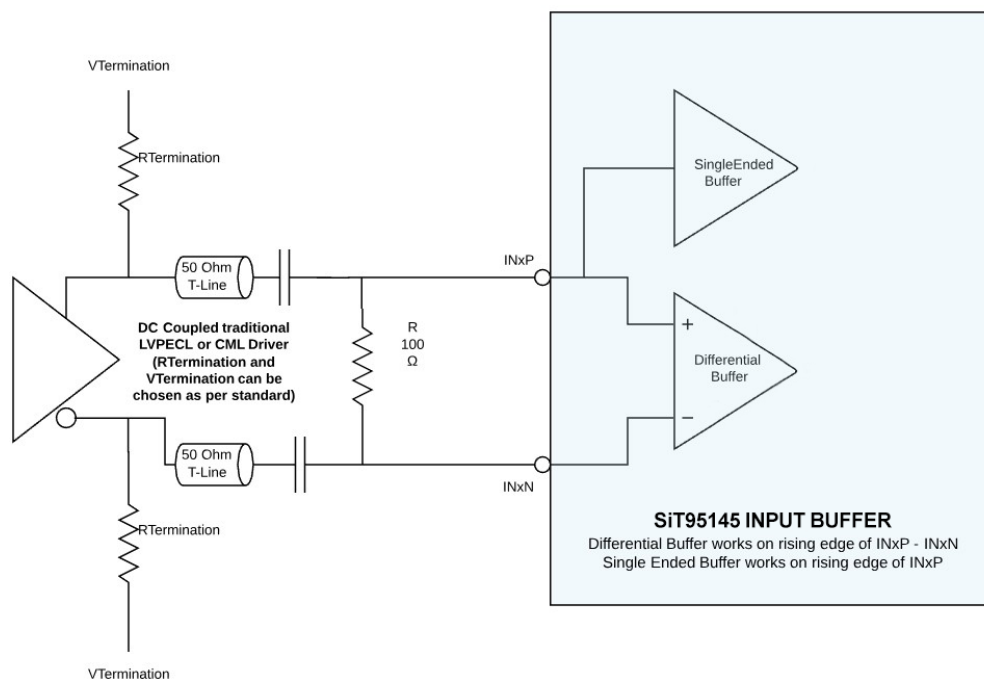 VTermination
RTermination
50 Ohm
T-Line
DC Coupled traditional
LVPECL or CML Driver
(RTermination and
VTermination can be
chosen as per standard)
R
100
Ω
50 Ohm
T-Line
RTermination
VTermination
INxP
INxN
SingleEnded
Buffer
+
Differential
Buffer
−
SiT95145 INPUT BUFFER
Differential Buffer works on rising edge of INxP - INxN
Single Ended Buffer works on rising edge of INxP